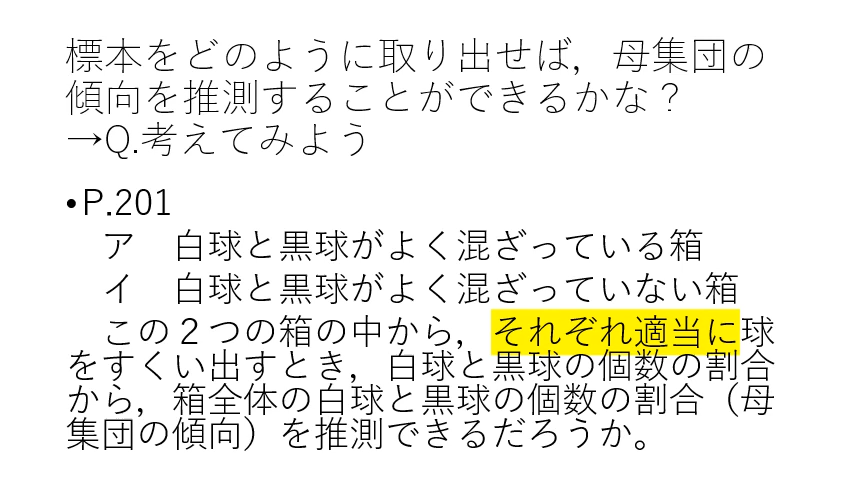 標本をどのように取り出せば，母集団の
傾向を推測することができるかな？
→Q.考えてみよう
•P.201
ア　白球と黒球がよく混ざっている箱
イ　白球と黒球がよく混ざっていない箱
この２つの箱の中から，それぞれ適当に球
をすくい出すとき，白球と黒球の個数の割合
から，箱全体の白球と黒球の個数の割合（母
集団の傾向）を推測できるだろうか。